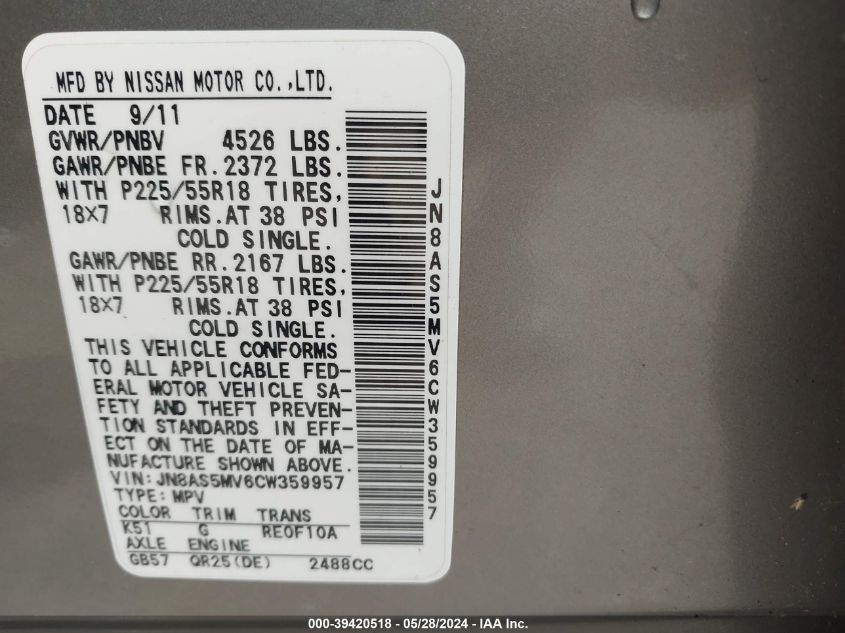 MFD BY NISSAN MOTOR CO.,LTD.
DATE 9/11
GVWR/PNBV 4526 LBS.
GAWR/PNBE FR.2372 LBS.
WITH P225/55R18 TIRES,
18X7 RIMS.AT 38 PSI
COLD SINGLE.
GAWR/PNBE RR.2167 LBS.
WITH P225/55R18 TIRES,
18X7 RIMS.AT 38 PSI
COLD SINGLE.
THIS VEHICLE CONFORMS
TO ALL APPLICABLE FED-
ERAL MOTOR VEHICLE SA-
FETY AND THEFT PREVEN-
TION STANDARDS IN EFF-
ECT ON THE DATE OF MA-
NUFACTURE SHOWN ABOVE.
VIN:JN8AS5MV6CW359957
TYPE:MPV
COLOR TRIM TRANS
K51 G RE0F10A
AXLE ENGINE
GB57 QR25(DE) 2488CC
JN8AS5MV6CW359957
000-39420518 - 05/28/2024 - IAA Inc.